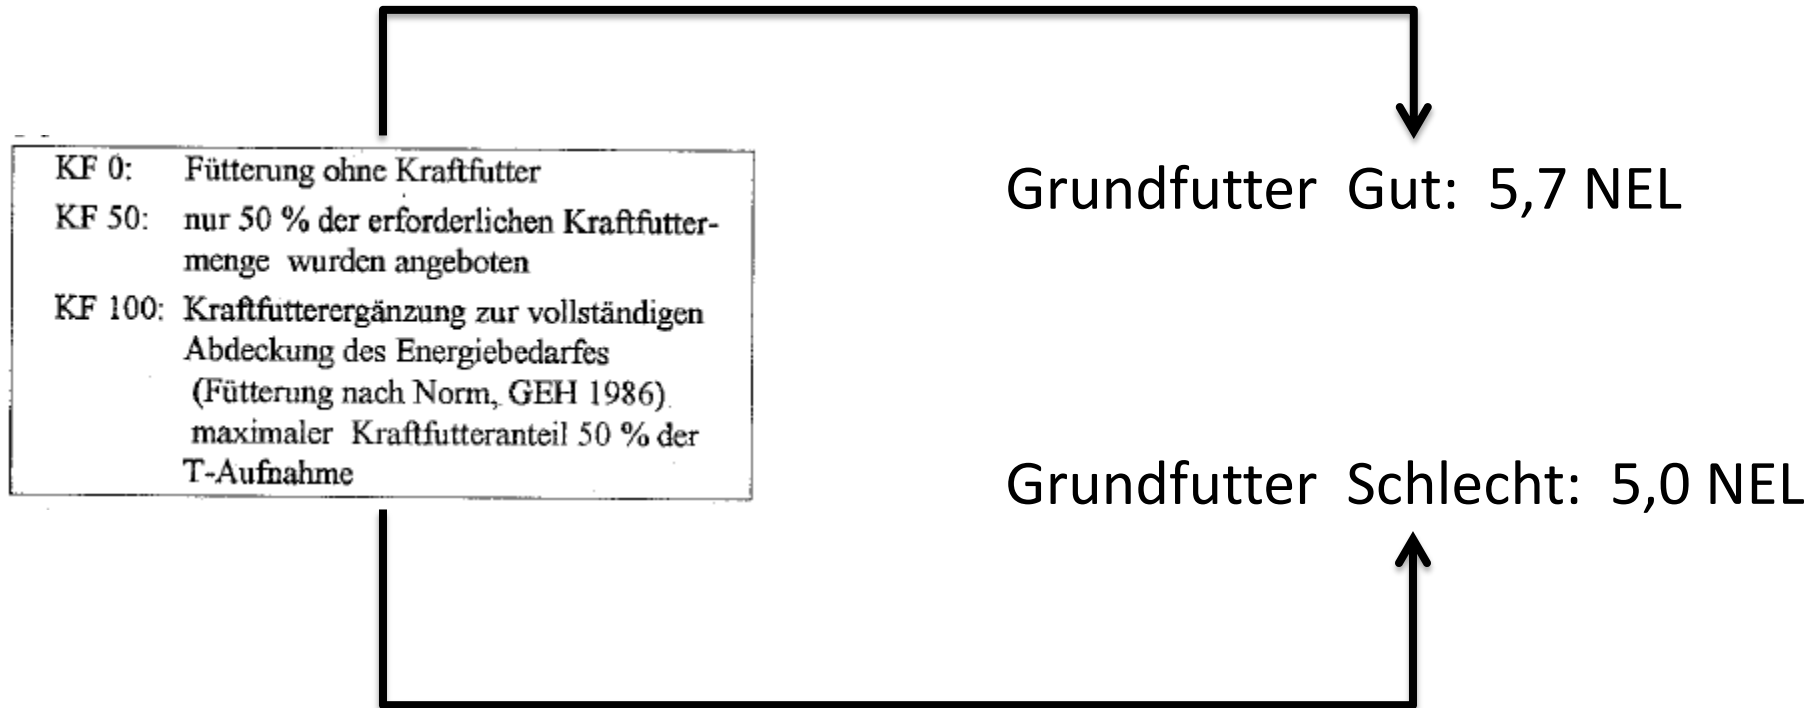 KF 0: Fütterung ohne Kraftfutter
KF 50: nur 50 % der erforderlichen Kraftfutter-
menge wurden angeboten
KF 100: Kraftfutterergänzung zur vollständigen
Abdeckung des Energiebedarfes
(Fütterung nach Norm, GEH 1986)
maximaler Kraftfutteranteil 50 % der
T-Aufnahme
Grundfutter Gut: 5,7 NEL
Grundfutter Schlecht: 5,0 NEL